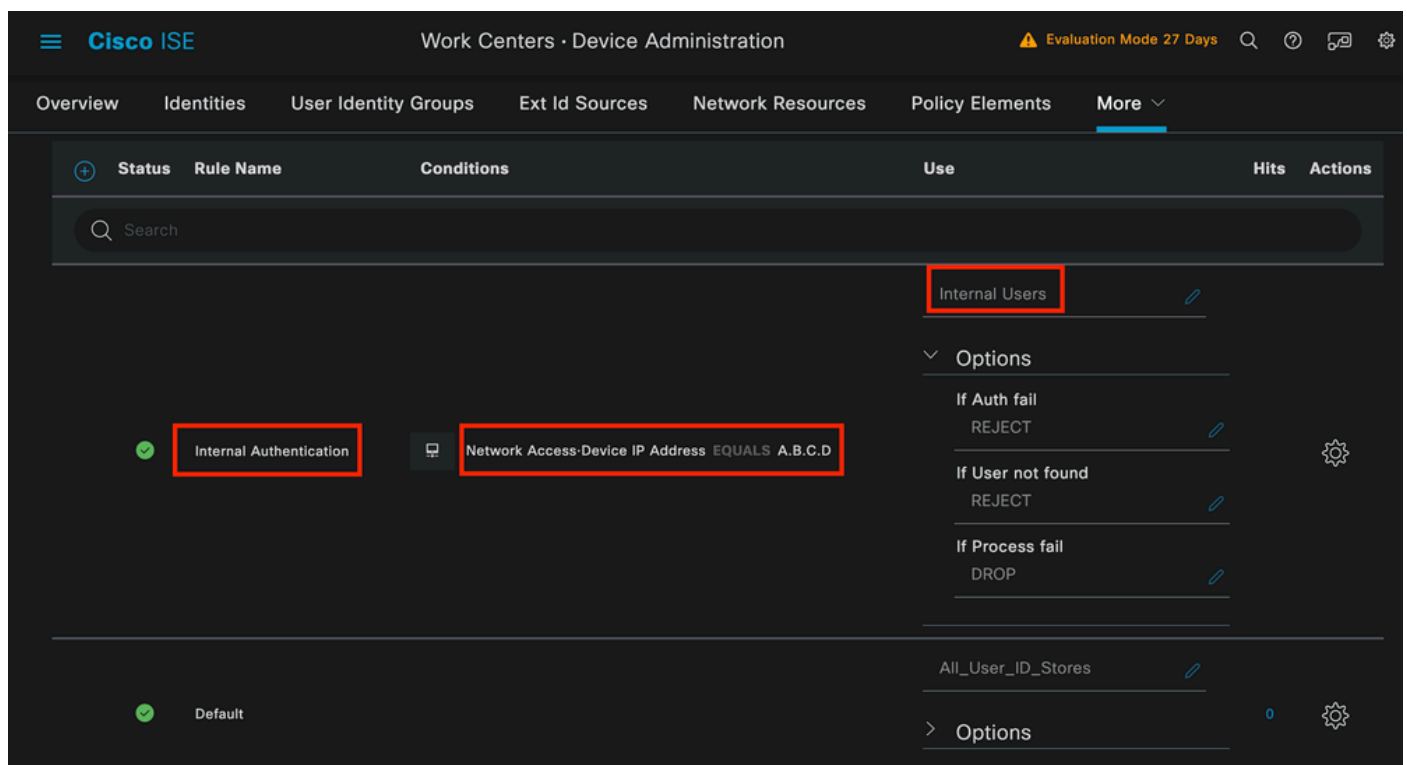 Cisco ISE
Work Centers · Device Administration
Evaluation Mode 27 Days
Overview Identities User Identity Groups Ext Id Sources Network Resources Policy Elements More
Status Rule Name Conditions Use Hits Actions
Search
Internal Users
Options
If Auth fail
REJECT
Internal Authentication Network Access·Device IP Address EQUALS A.B.C.D
If User not found
REJECT
If Process fail
DROP
All_User_ID_Stores
Default 0
Options